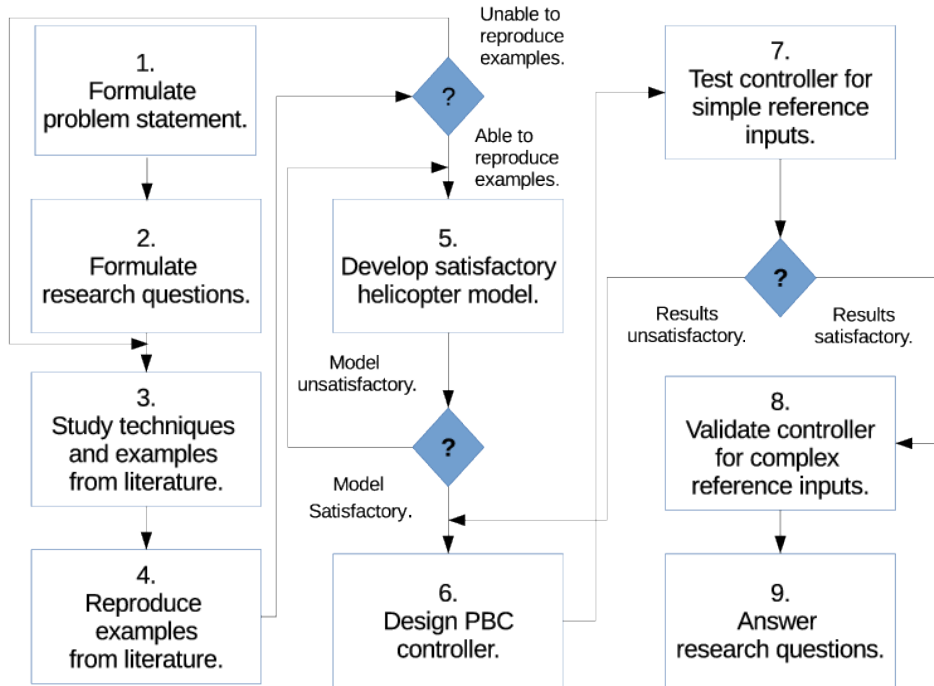 1.
Formulate
problem statement.
2.
Formulate
research questions.
3.
Study techniques
and examples
from literature.
4.
Reproduce
examples
from literature.
Unable to
reproduce
examples.
?
Able to
reproduce
examples.
5.
Develop satisfactory
helicopter model.
Model
unsatisfactory.
?
Model
Satisfactory.
6.
Design PBC
controller.
7.
Test controller for
simple reference
inputs.
?
Results
unsatisfactory.
Results
satisfactory.
8.
Validate controller
for complex
reference inputs.
9.
Answer
research questions.